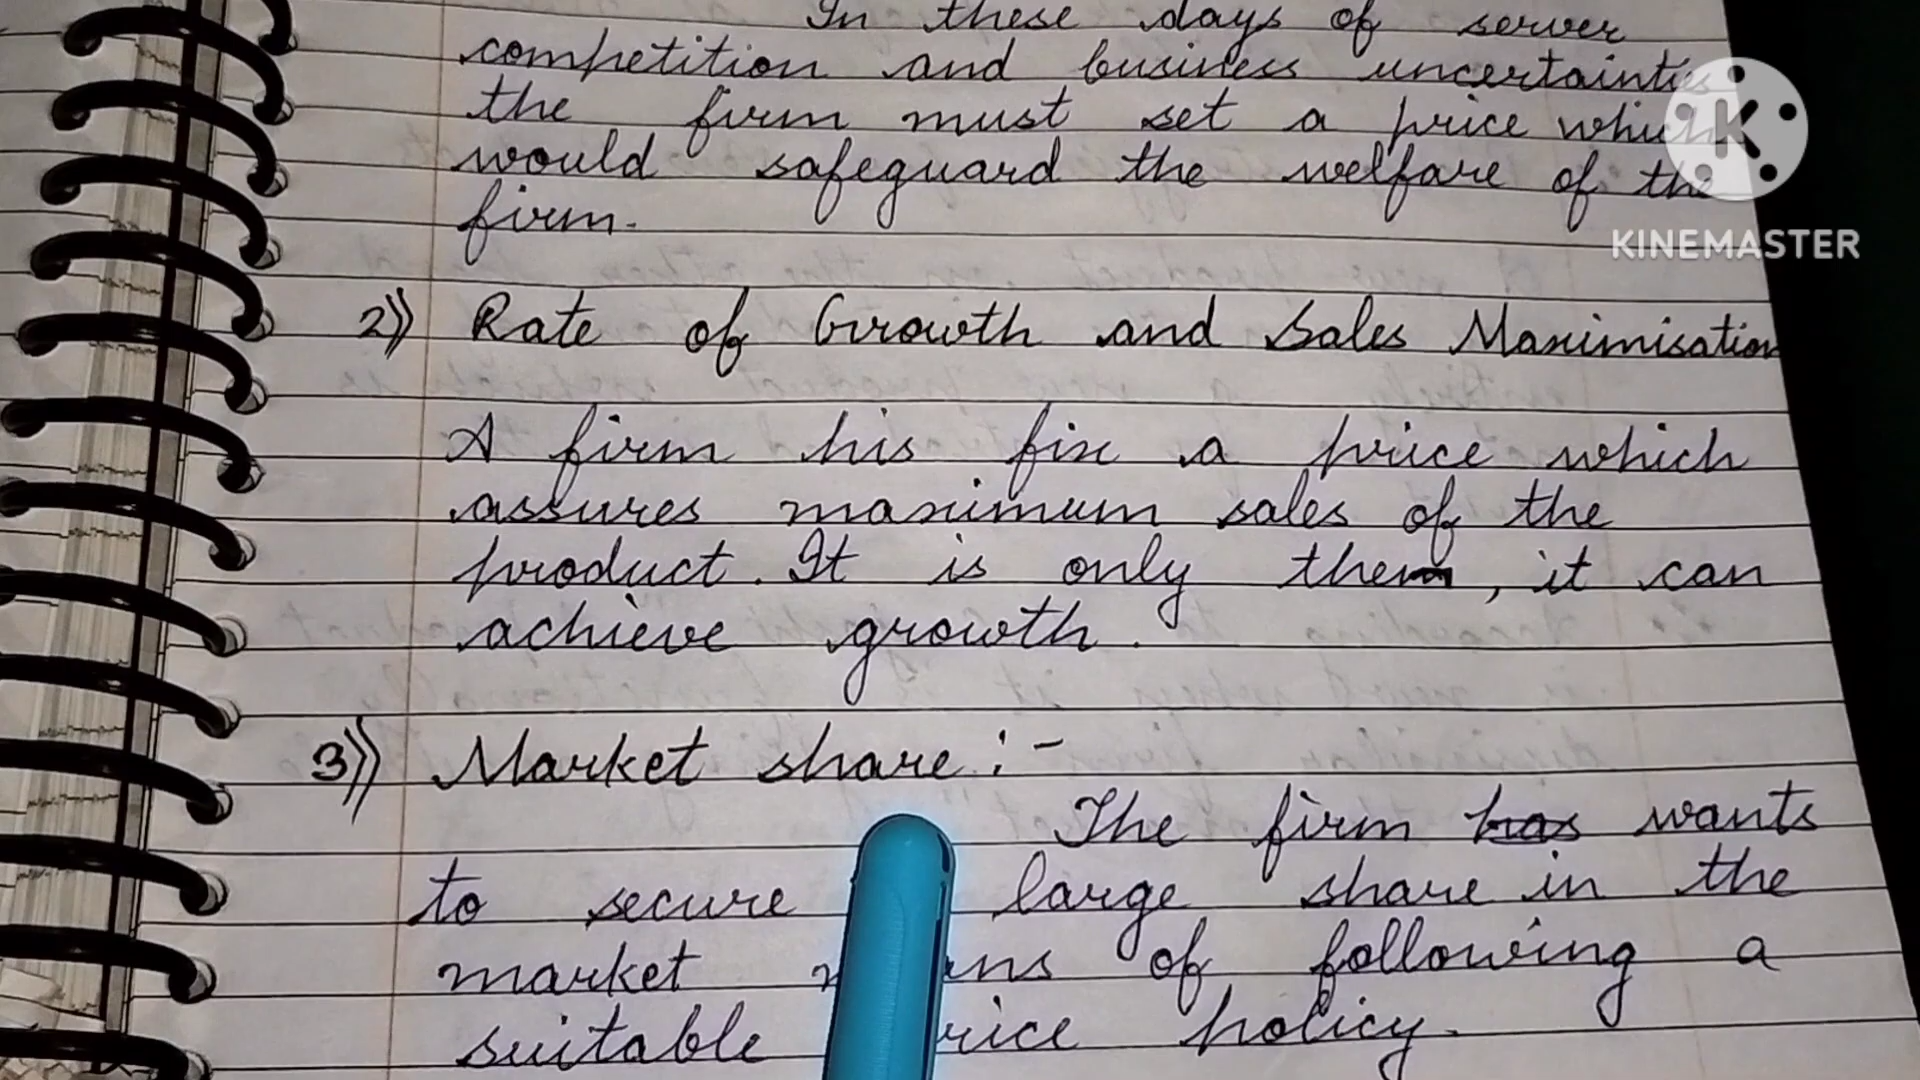 In these days of server
competition and business uncertainties
the firm must set a price which
would safeguard the welfare of the
firm.
KINEMASTER
2) Rate of Growth and Sales Maximisation
A firm his fix a price which
assures maximum sales of the
product. It is only then, it can
achieve growth.
3) Market share :-
The firm has wants
to secure large share in the
market of following a
suitable policy.